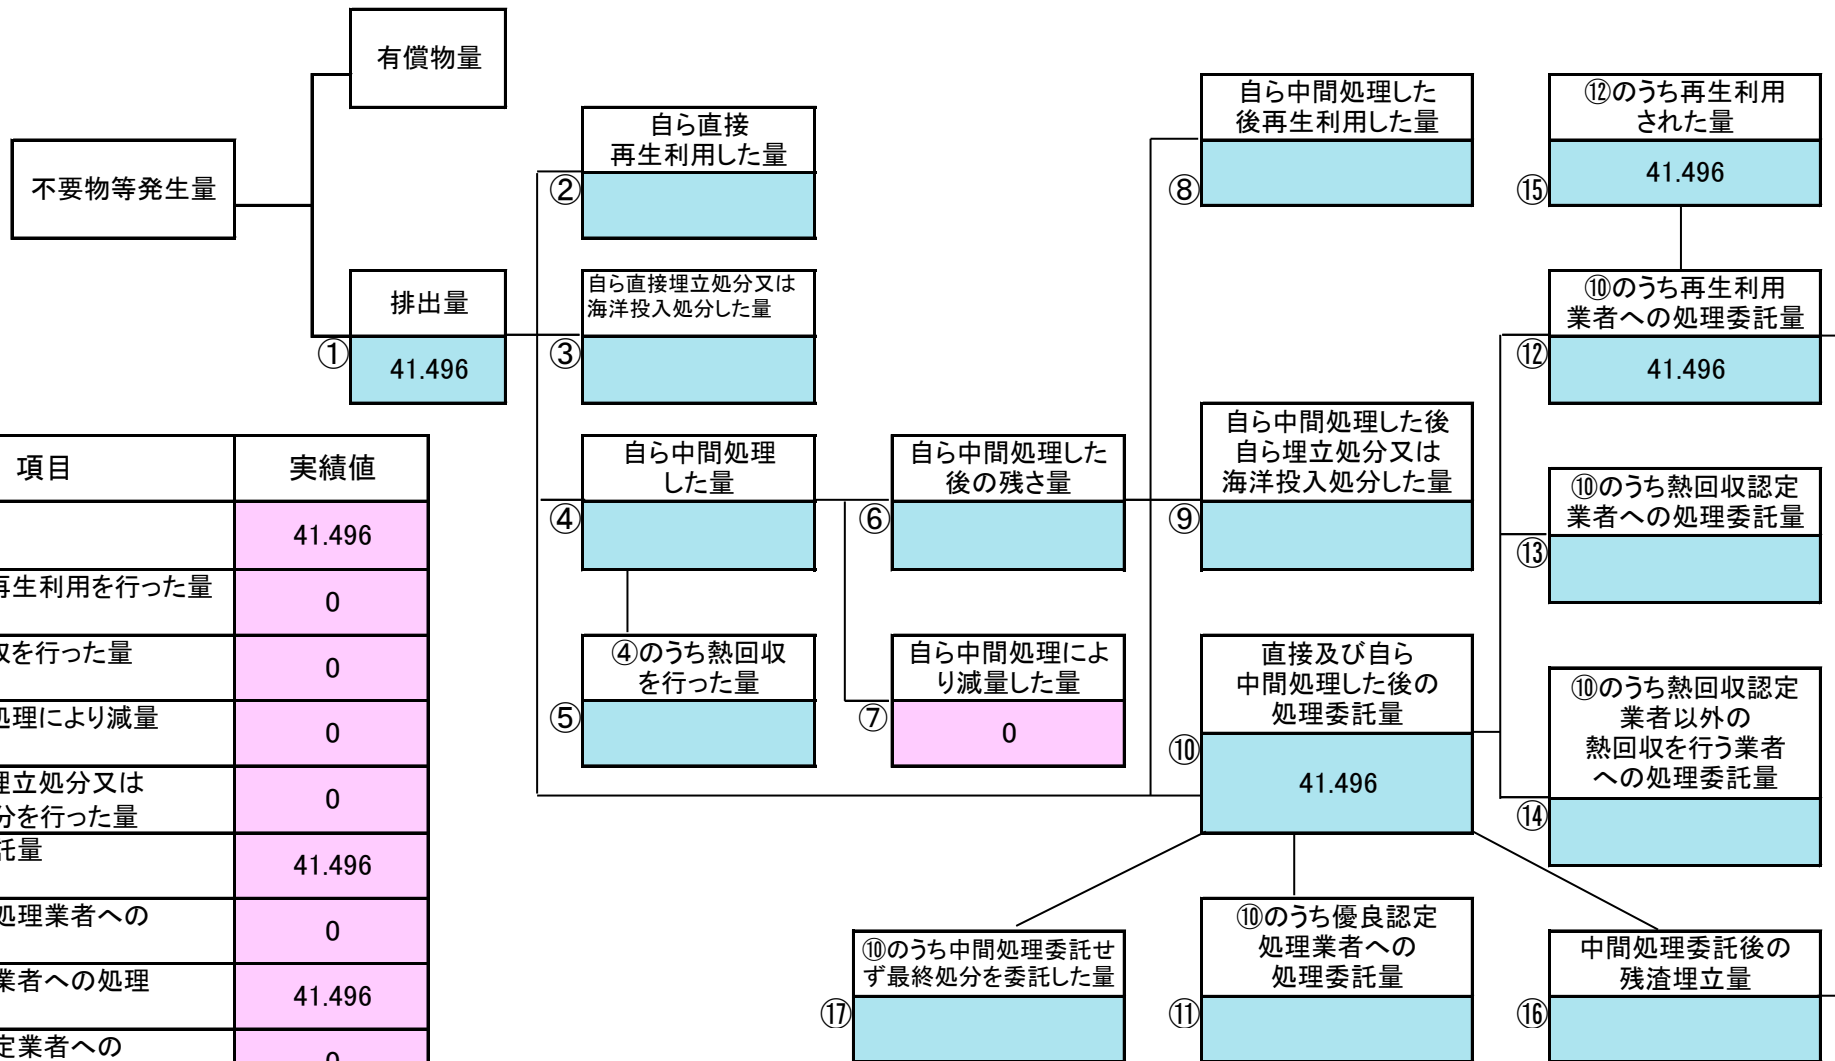 有償物量
不要物等発生量
排出量
①
41.496
自ら直接
再生利用した量
②
自ら直接埋立処分又は
海洋投入処分した量
③
自ら中間処理
した量
④
④のうち熱回収
を行った量
⑤
自ら中間処理した
後の残さ量
⑥
自ら中間処理によ
り減量した量
⑦
0
自ら中間処理した
後再生利用した量
⑧
自ら中間処理した後
自ら埋立処分又は
海洋投入処分した量
⑨
直接及び自ら
中間処理した後の
処理委託量
⑩
41.496
⑩のうち優良認定
処理業者への
処理委託量
⑪
⑫のうち再生利用
された量
⑮
41.496
⑩のうち再生利用
業者への処理委託量
⑫
41.496
⑩のうち熱回収認定
業者への処理委託量
⑬
⑩のうち熱回収認定
業者以外の
熱回収を行う業者
への処理委託量
⑭
中間処理委託後の
残渣埋立量
⑯
⑩のうち中間処理委託せ
ず最終処分を委託した量
⑰
項目 実績値
41.496
再生利用を行った量
0
を行った量
0
処理により減量
0
埋立処分又は
分を行った量
0
託量
41.496
処理業者への
0
業者への処理
41.496
定業者への
0